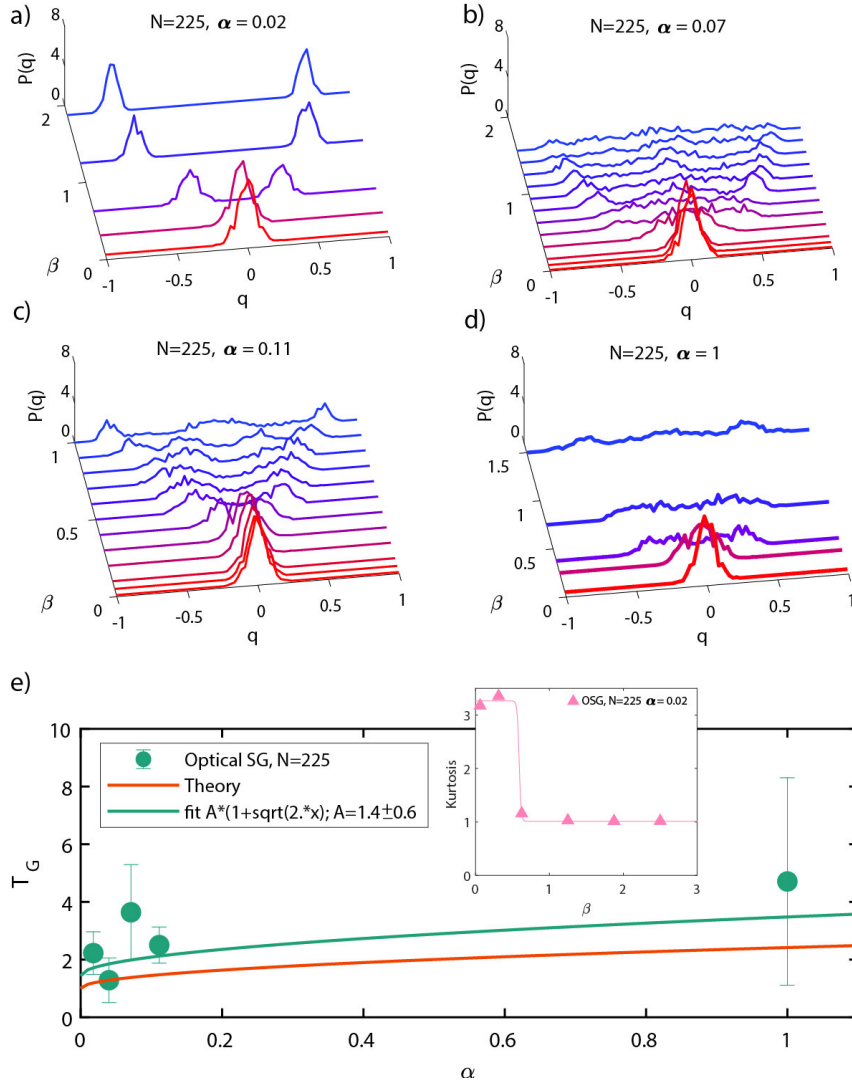 a)
N=225, α=0.02
P(q)
8
4
0
2
1
0
β
-1
-0.5
0
0.5
1
q
b)
N=225, α=0.07
P(q)
8
4
0
2
1
0
β
-1
-0.5
0
0.5
1
q
c)
N=225, α=0.11
P(q)
8
4
0
1
0.5
0
β
-1
-0.5
0
0.5
1
q
d)
N=225, α=1
P(q)
8
4
0
1.5
1
0.5
0
β
-1
-0.5
0
0.5
1
q
e)
10
8
6
4
2
0
T_G
Optical SG, N=225
Theory
fit A*(1+sqrt(2.*x); A=1.4±0.6
OSG, N=225 α=0.02
Kurtosis
3
2
1
0
0
1
2
3
β
0
0.2
0.4
0.6
0.8
1
α